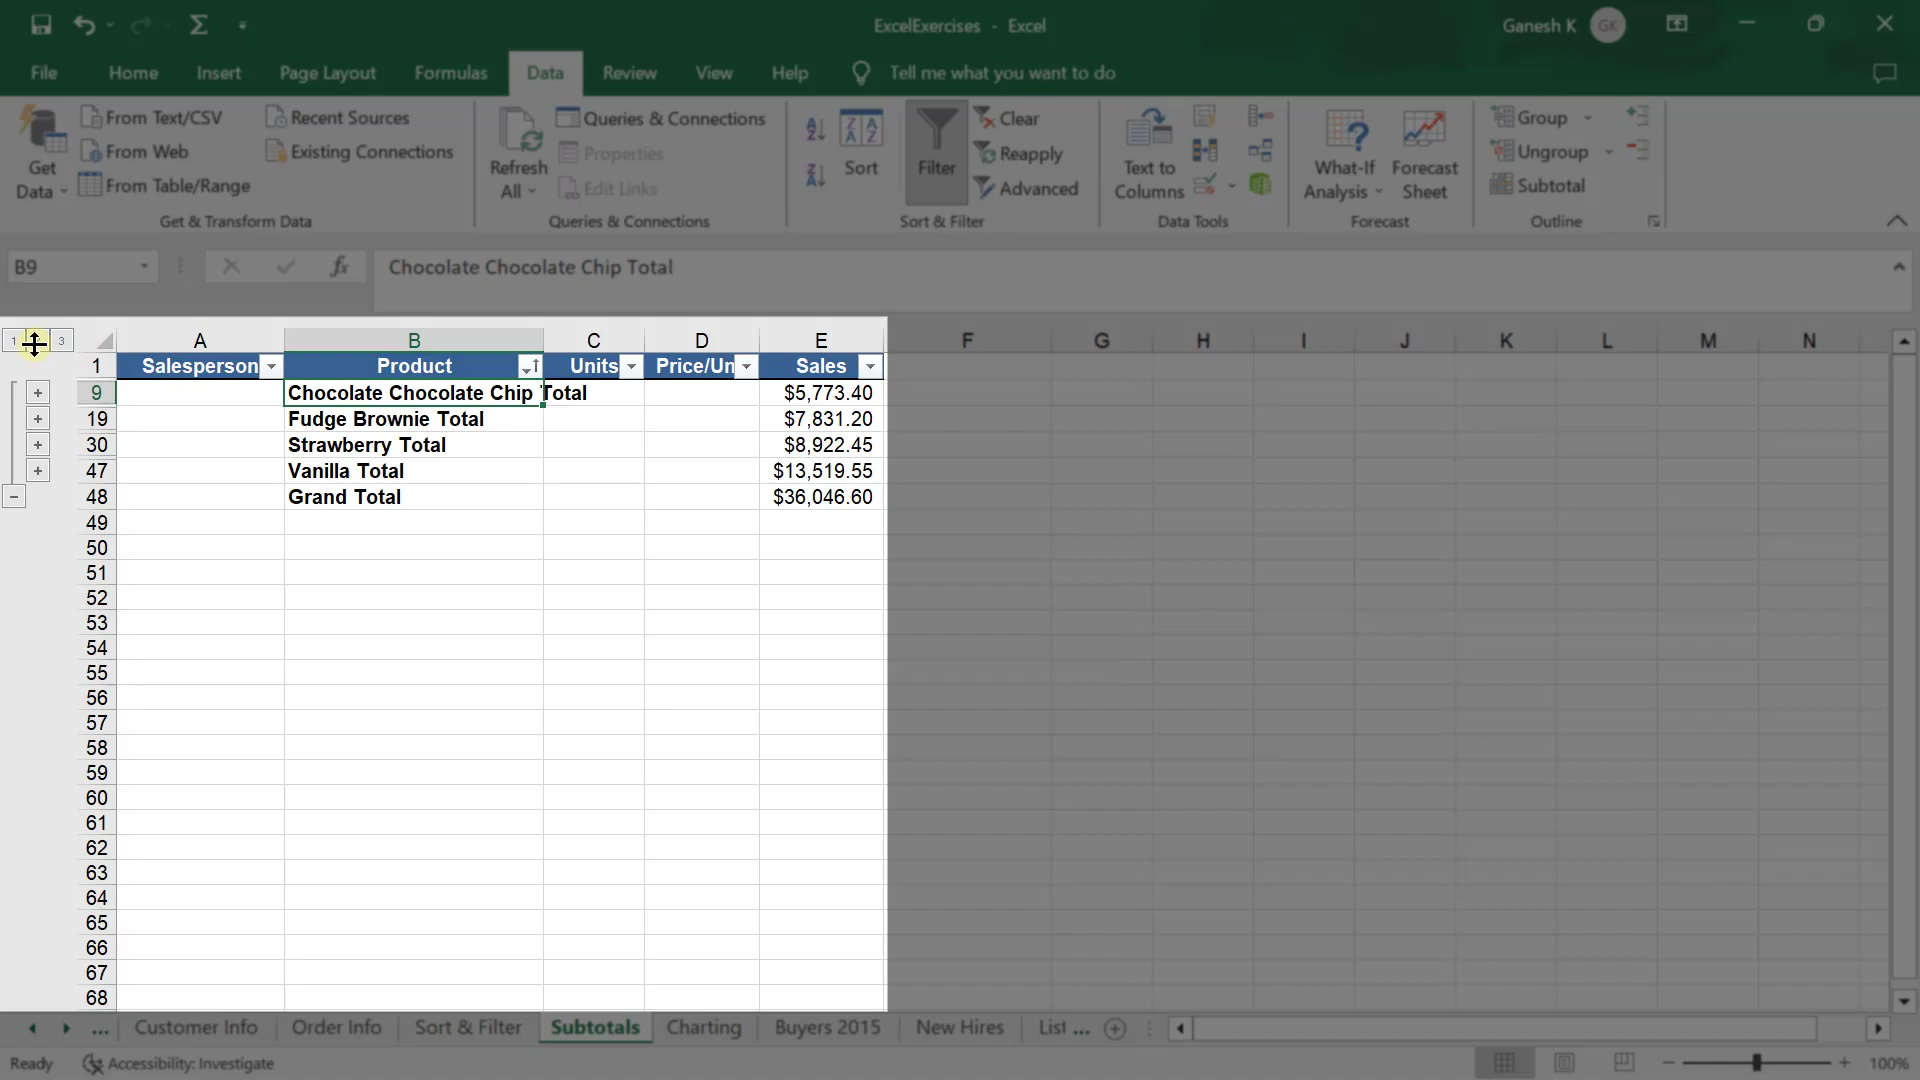 ExcelExercises - Excel
Ganesh K GK
File Home Insert Page Layout Formulas Data Review View Help Tell me what you want to do
Get Data
From Text/CSV
From Web
From Table/Range
Recent Sources
Existing Connections
Get & Transform Data
Refresh All
Queries & Connections
Properties
Edit Links
Queries & Connections
Sort
Filter
Clear
Reapply
Advanced
Sort & Filter
Text to Columns
Data Tools
What-If Analysis
Forecast Sheet
Forecast
Group
Ungroup
Subtotal
Outline
B9 fx Chocolate Chocolate Chip Total
1 3 A B C D E F G H I J K L M N
1 Salesperson Product Units Price/Un Sales
9 Chocolate Chocolate Chip Total $5,773.40
19 Fudge Brownie Total $7,831.20
30 Strawberry Total $8,922.45
47 Vanilla Total $13,519.55
48 Grand Total $36,046.60
49
50
51
52
53
54
55
56
57
58
59
60
61
62
63
64
65
66
67
68
... Customer Info Order Info Sort & Filter Subtotals Charting Buyers 2015 New Hires List ...
Ready Accessibility: Investigate 100%